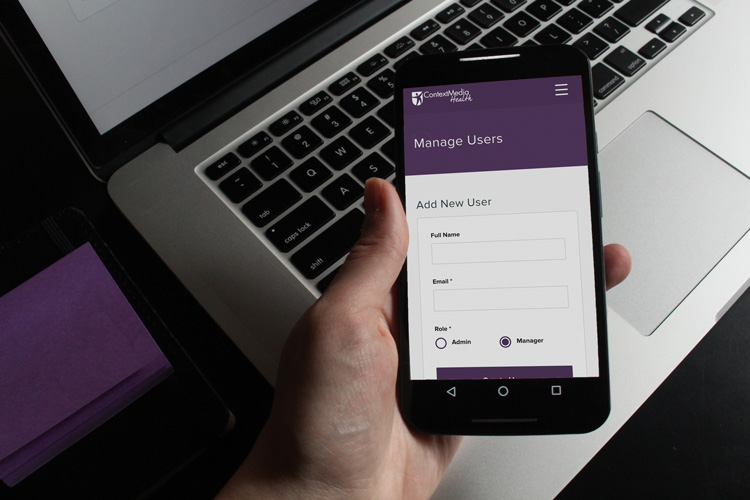 ContextMedia
Health
Manage Users
Add New User
Full Name
Email *
Role *
Admin
Manager
esc
1
2
3
4
Q
W
E
A
S
tab
caps lock
shift
command
option